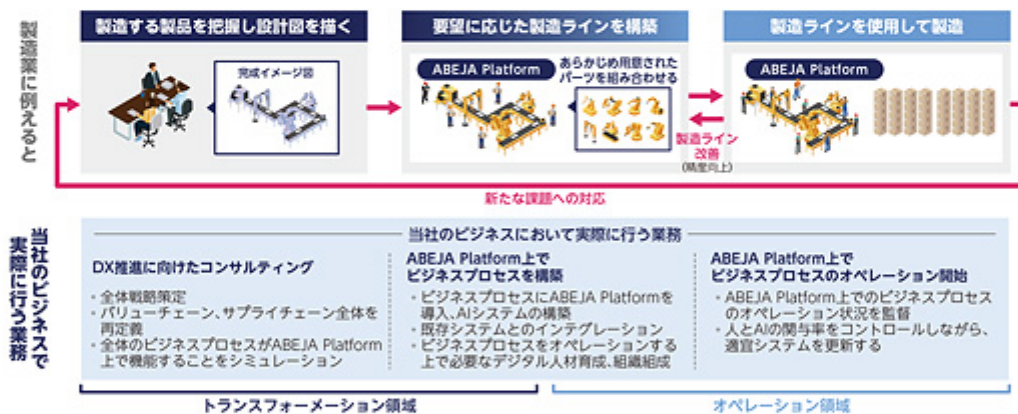 製造業に例えると
製造する製品を把握し設計図を描く
完成イメージ図
要望に応じた製造ラインを構築
ABEJA Platform
あらかじめ用意された
パーツを組み合わせる
製造ラインを使用して製造
ABEJA Platform
製造ライン
改善
(精度向上)
新たな課題への対応
当社のビジネスで
実際に行う業務
当社のビジネスにおいて実際に行う業務
DX推進に向けたコンサルティング
・全体戦略策定
・バリューチェーン、サプライチェーン全体を
再定義
・全体のビジネスプロセスがABEJA Platform
上で機能することをシミュレーション
ABEJA Platform上で
ビジネスプロセスを構築
・ビジネスプロセスにABEJA Platformを
導入、AIシステムの構築
・既存システムとのインテグレーション
・ビジネスプロセスをオペレーションする
上で必要なデジタル人材育成、組織組成
ABEJA Platform上で
ビジネスプロセスのオペレーション開始
・ABEJA Platform上でのビジネスプロセス
のオペレーション状況を監督
・人とAIの関与率をコントロールしながら、
適宜システムを更新する
トランスフォーメーション領域
オペレーション領域